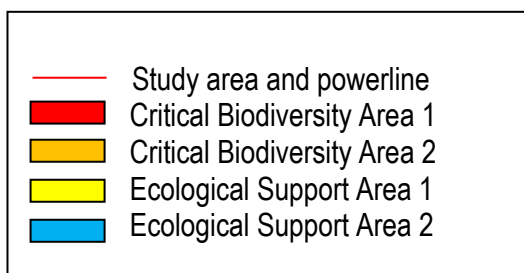 Study area and powerline
Critical Biodiversity Area 1
Critical Biodiversity Area 2
Ecological Support Area 1
Ecological Support Area 2